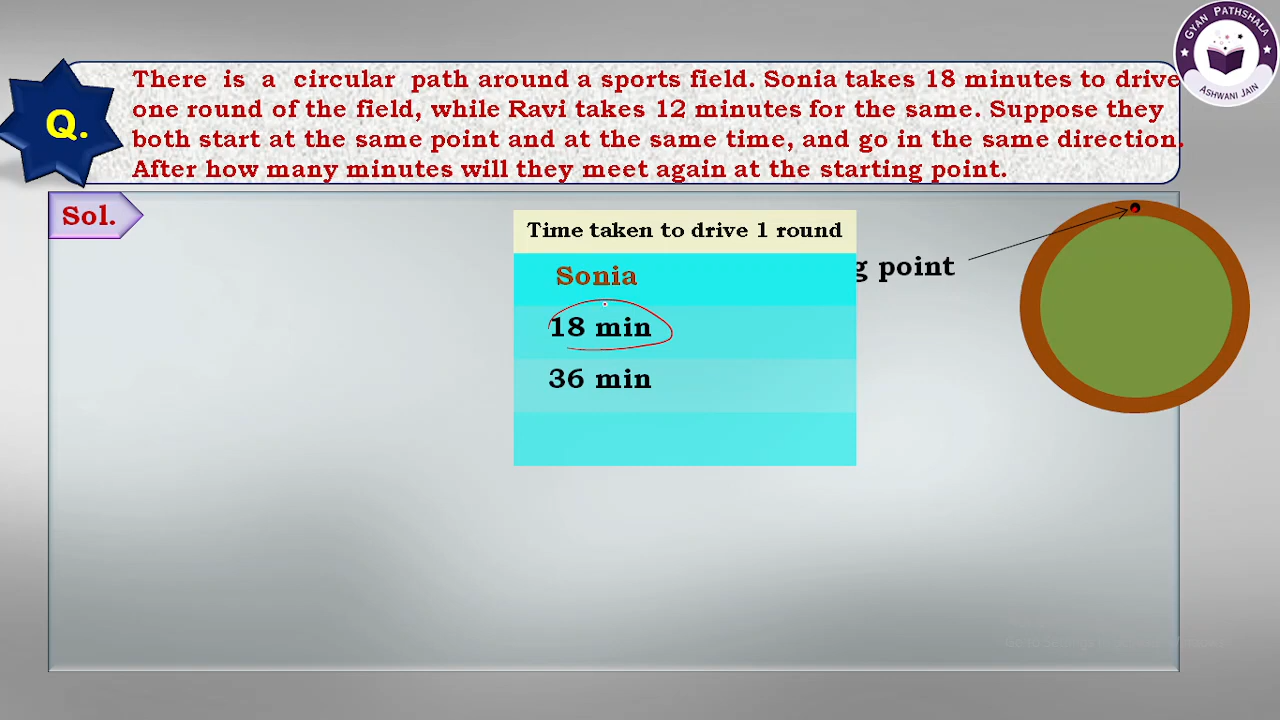 GYAN PATHSHALA
ASHWANI JAIN
Q.
There is a circular path around a sports field. Sonia takes 18 minutes to drive
one round of the field, while Ravi takes 12 minutes for the same. Suppose they
both start at the same point and at the same time, and go in the same direction.
After how many minutes will they meet again at the starting point.
Sol.
Time taken to drive 1 round
Sonia
g point
18 min
36 min